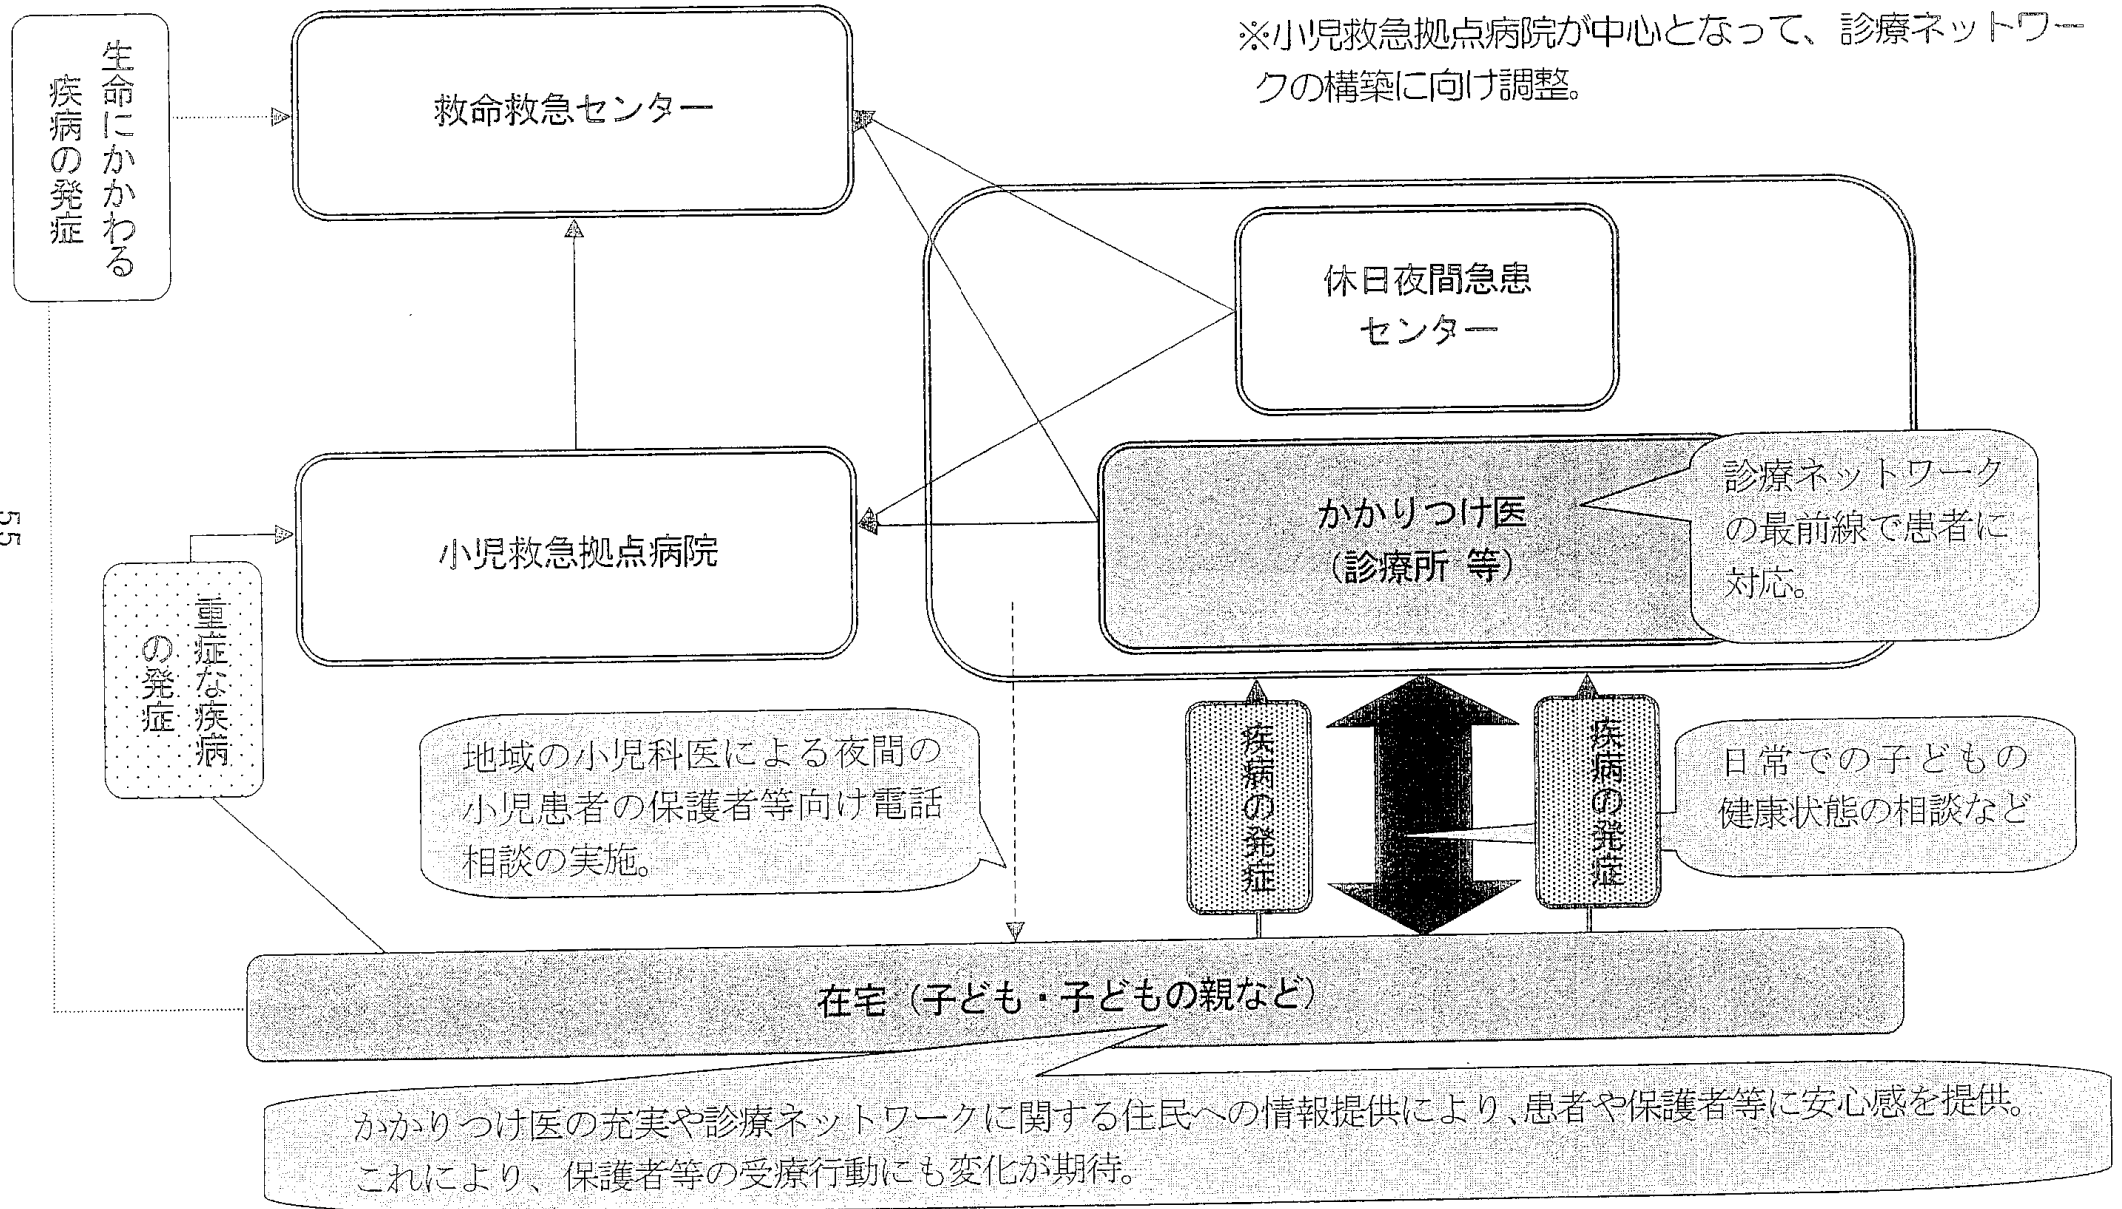 ※小児救急拠点病院が中心となって、診療ネットワー
クの構築に向け調整。
生命にかかわる
疾病の発症
救命救急センター
休日夜間急患
センター
かかりつけ医
(診療所 等)
診療ネットワーク
の最前線で患者に
対応。
小児救急拠点病院
55
重症な疾病
の発症
地域の小児科医による夜間の
小児患者の保護者等向け電話
相談の実施。
疾病の発症
疾病の発症
日常での子どもの
健康状態の相談など
在宅(子ども・子どもの親など)
かかりつけ医の充実や診療ネットワークに関する住民への情報提供により、患者や保護者等に安心感を提供。
これにより、保護者等の受療行動にも変化が期待。